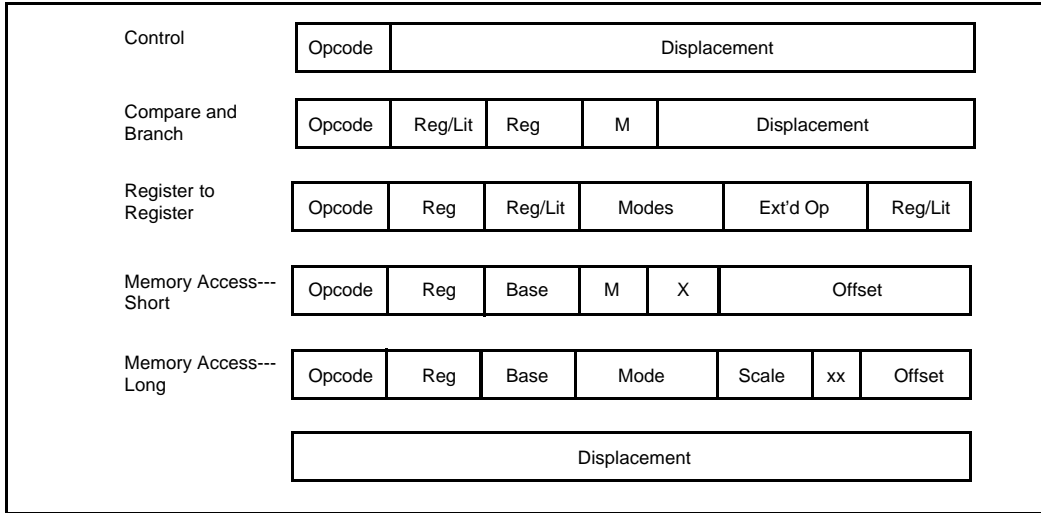 Control
Opcode Displacement
Compare and
Branch
Opcode Reg/Lit Reg M Displacement
Register to
Register
Opcode Reg Reg/Lit Modes Ext'd Op Reg/Lit
Memory Access---
Short
Opcode Reg Base M X Offset
Memory Access---
Long
Opcode Reg Base Mode Scale xx Offset
Displacement